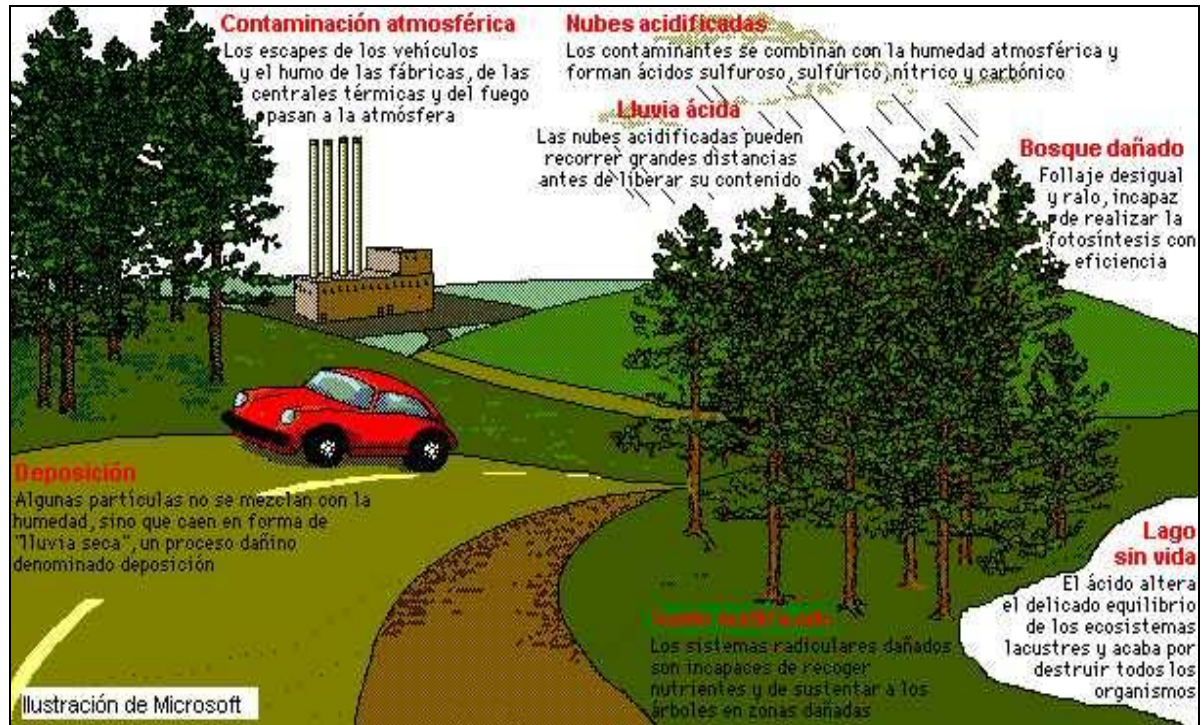 Contaminación atmosférica
Los escapes de los vehículos
y el humo de las fábricas, de las
centrales térmicas y del fuego
pasan a la atmósfera
Nubes acidificadas
Los contaminantes se combinan con la humedad atmosférica y
forman ácidos sulfuroso, sulfúrico, nítrico y carbónico
Lluvia ácida
Las nubes acidificadas pueden
recorrer grandes distancias
antes de liberar su contenido
Bosque dañado
Follaje desigual
y ralo, incapaz
de realizar la
fotosíntesis con
eficiencia
Deposición
Algunas partículas no se mezclan con la
humedad, sino que caen en forma de
"lluvia seca", un proceso dañino
denominado deposición
Lago
sin vida
El ácido altera
el delicado equilibrio
de los ecosistemas
lacustres y acaba por
destruir todos los
organismos
acidificado
Los sistemas radiculares dañados
son incapaces de recoger
nutrientes y de sustentar a los
árboles en zonas dañadas
Ilustración de Microsoft